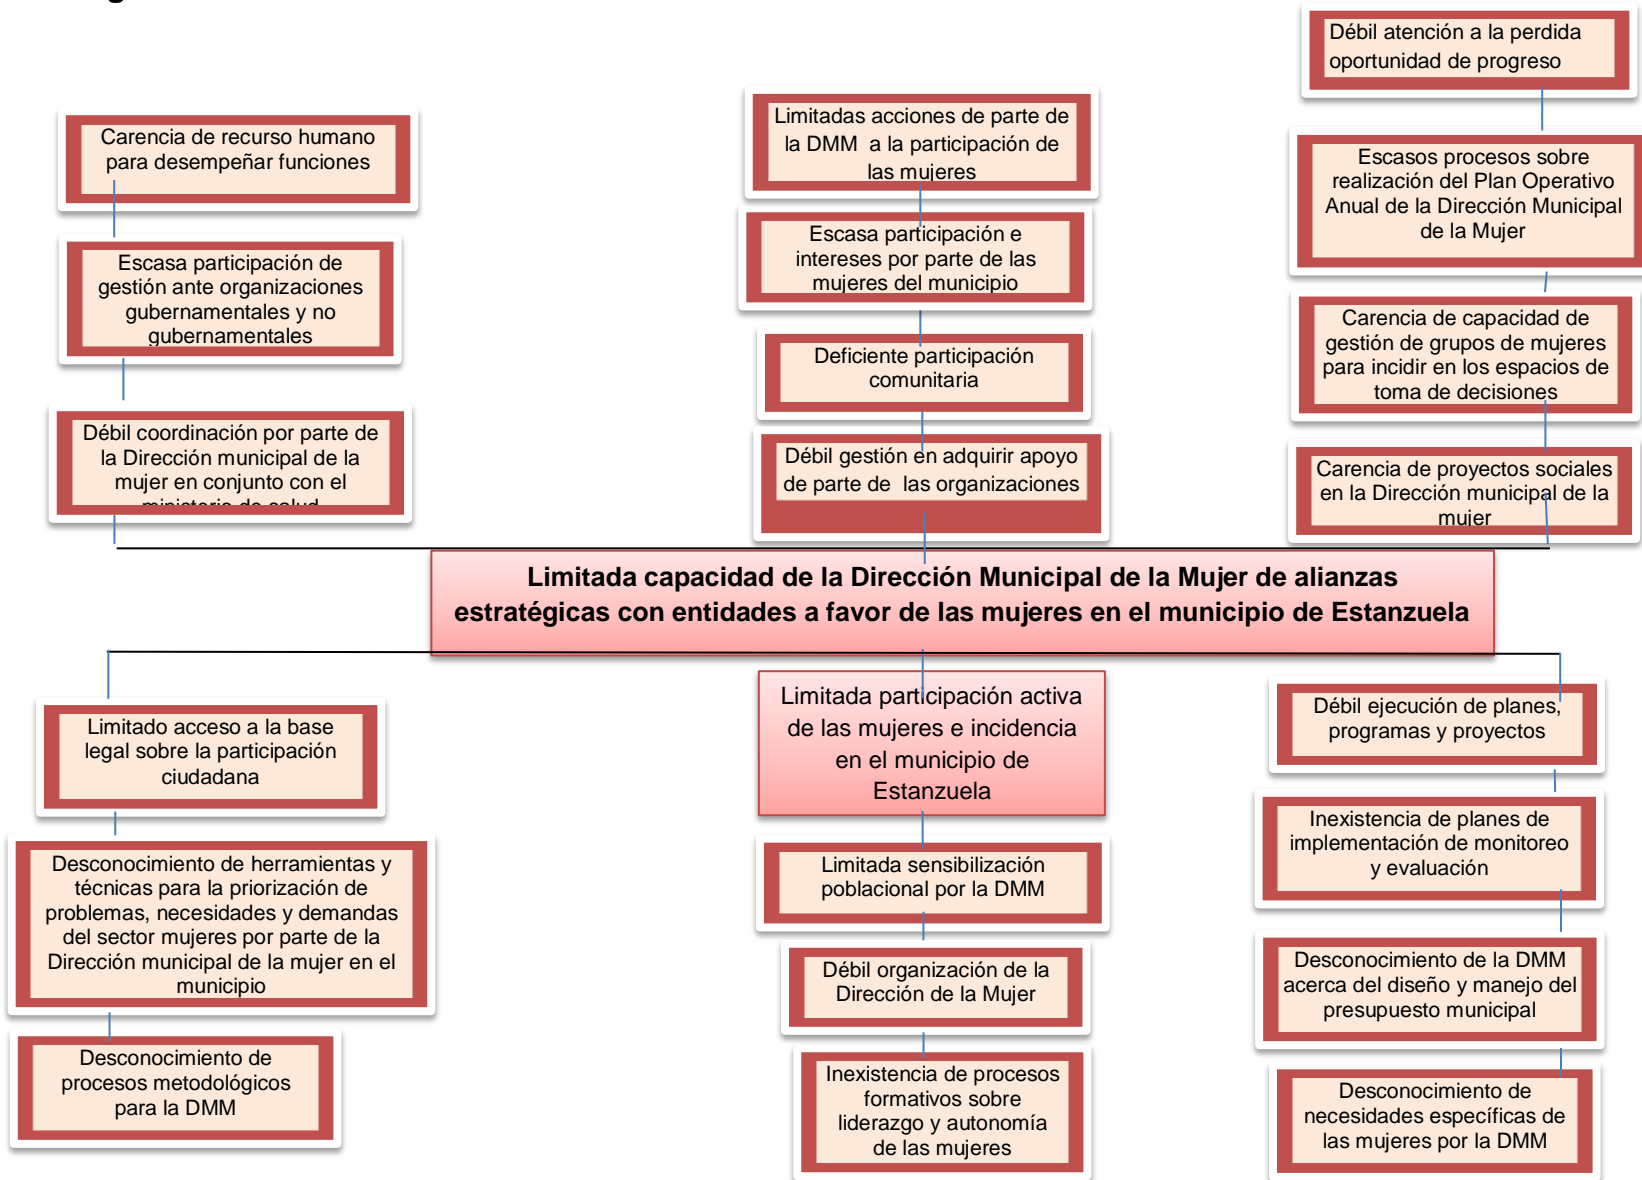 Débil atención a la perdida
oportunidad de progreso
Carencia de recurso humano
para desempeñar funciones
Limitadas acciones de parte de
la DMM a la participación de
las mujeres
Escasos procesos sobre
realización del Plan Operativo
Anual de la Dirección Municipal
de la Mujer
Escasa participación de
gestión ante organizaciones
gubernamentales y no
gubernamentales
Escasa participación e
intereses por parte de las
mujeres del municipio
Carencia de capacidad de
gestión de grupos de mujeres
para incidir en los espacios de
toma de decisiones
Deficiente participación
comunitaria
Débil coordinación por parte de
la Dirección municipal de la
mujer en conjunto con el
ministerio de salud
Débil gestión en adquirir apoyo
de parte de las organizaciones
Carencia de proyectos sociales
en la Dirección municipal de la
mujer
Limitada capacidad de la Dirección Municipal de la Mujer de alianzas
estratégicas con entidades a favor de las mujeres en el municipio de Estanzuela
Limitado acceso a la base
legal sobre la participación
ciudadana
Limitada participación activa
de las mujeres e incidencia
en el municipio de
Estanzuela
Débil ejecución de planes,
programas y proyectos
Desconocimiento de herramientas y
técnicas para la priorización de
problemas, necesidades y demandas
del sector mujeres por parte de la
Dirección municipal de la mujer en el
municipio
Limitada sensibilización
poblacional por la DMM
Inexistencia de planes de
implementación de monitoreo
y evaluación
Débil organización de la
Dirección de la Mujer
Desconocimiento de la DMM
acerca del diseño y manejo del
presupuesto municipal
Desconocimiento de
procesos metodológicos
para la DMM
Inexistencia de procesos
formativos sobre
liderazgo y autonomía
de las mujeres
Desconocimiento de
necesidades específicas de
las mujeres por la DMM